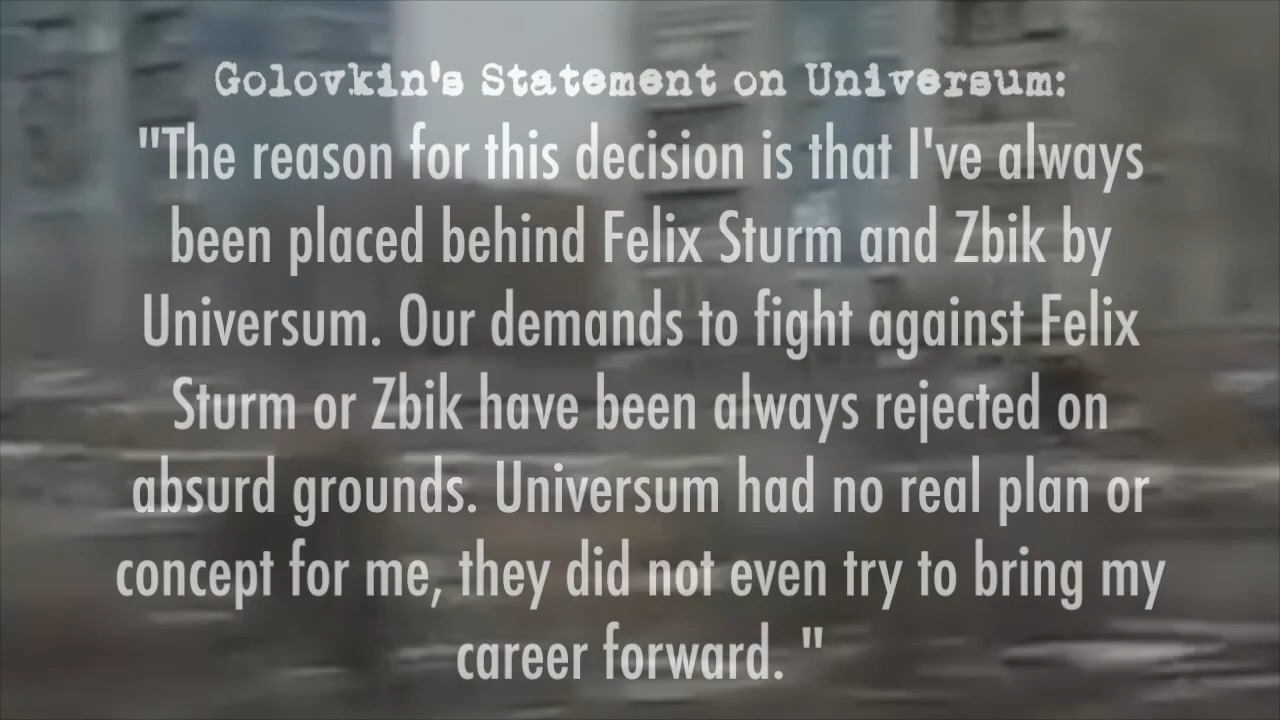 Golovkin's Statement on Universum:
"The reason for this decision is that I've always
been placed behind Felix Sturm and Zbik by
Universum. Our demands to fight against Felix
Sturm or Zbik have been always rejected on
absurd grounds. Universum had no real plan or
concept for me, they did not even try to bring my
career forward. "